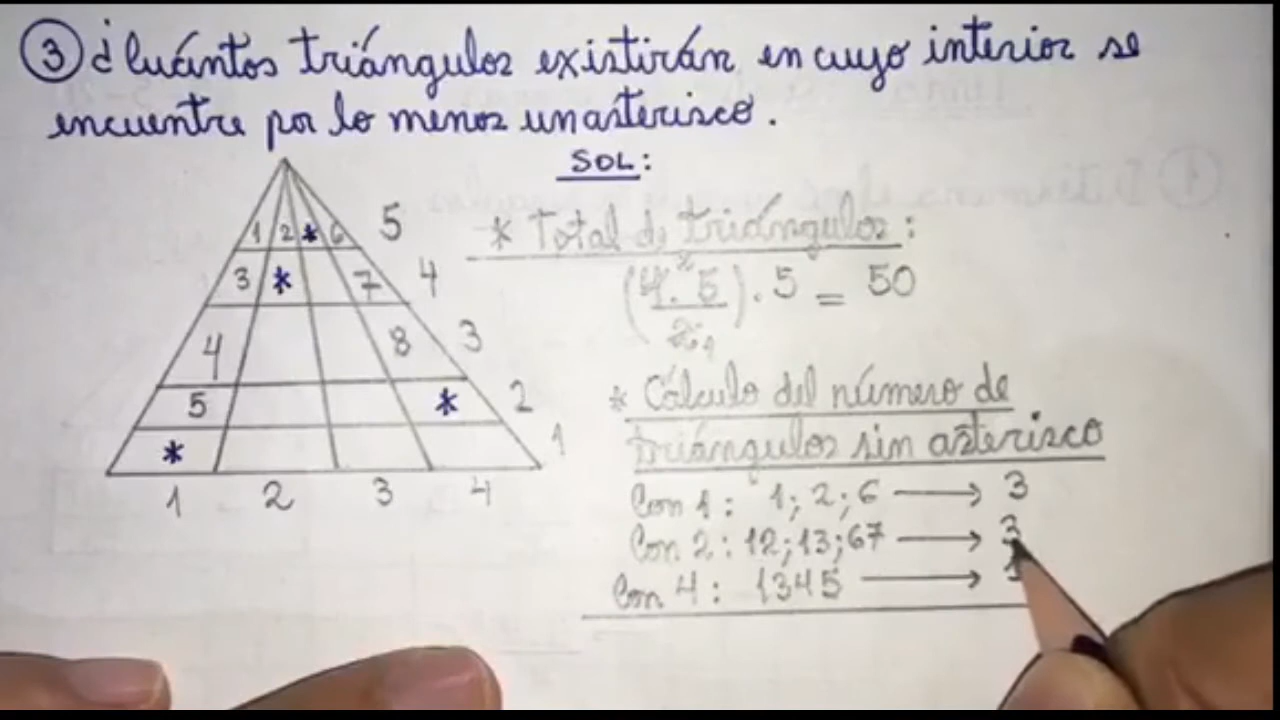 3 ¿Cuántos triángulos existirán en cuyo interior se
encuentre por lo menos un asterisco.
SOL:
1 2 * 6 5
3 * 7 4
4 8 3
5 * 2
* 1
1 2 3 4
* Total de triángulos:
(4.5/2).5 = 50
* Cálculo del número de
triángulos sin asterisco
Con 1: 1; 2; 6 → 3
Con 2: 12; 13; 67 → 3
Con 4: 1345 → 1